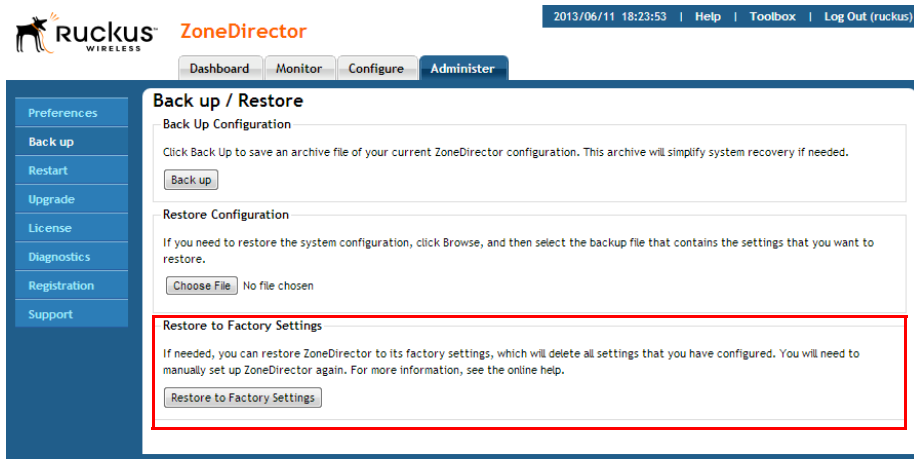 2013/06/11 18:23:53 | Help | Toolbox | Log Out (ruckus)
RUCKUS™
WIRELESS
ZoneDirector
Dashboard Monitor Configure Administer
Preferences
Back up
Restart
Upgrade
License
Diagnostics
Registration
Support
Back up / Restore
Back Up Configuration
Click Back Up to save an archive file of your current ZoneDirector configuration. This archive will simplify system recovery if needed.
Back up
Restore Configuration
If you need to restore the system configuration, click Browse, and then select the backup file that contains the settings that you want to
restore.
Choose File No file chosen
Restore to Factory Settings
If needed, you can restore ZoneDirector to its factory settings, which will delete all settings that you have configured. You will need to
manually set up ZoneDirector again. For more information, see the online help.
Restore to Factory Settings